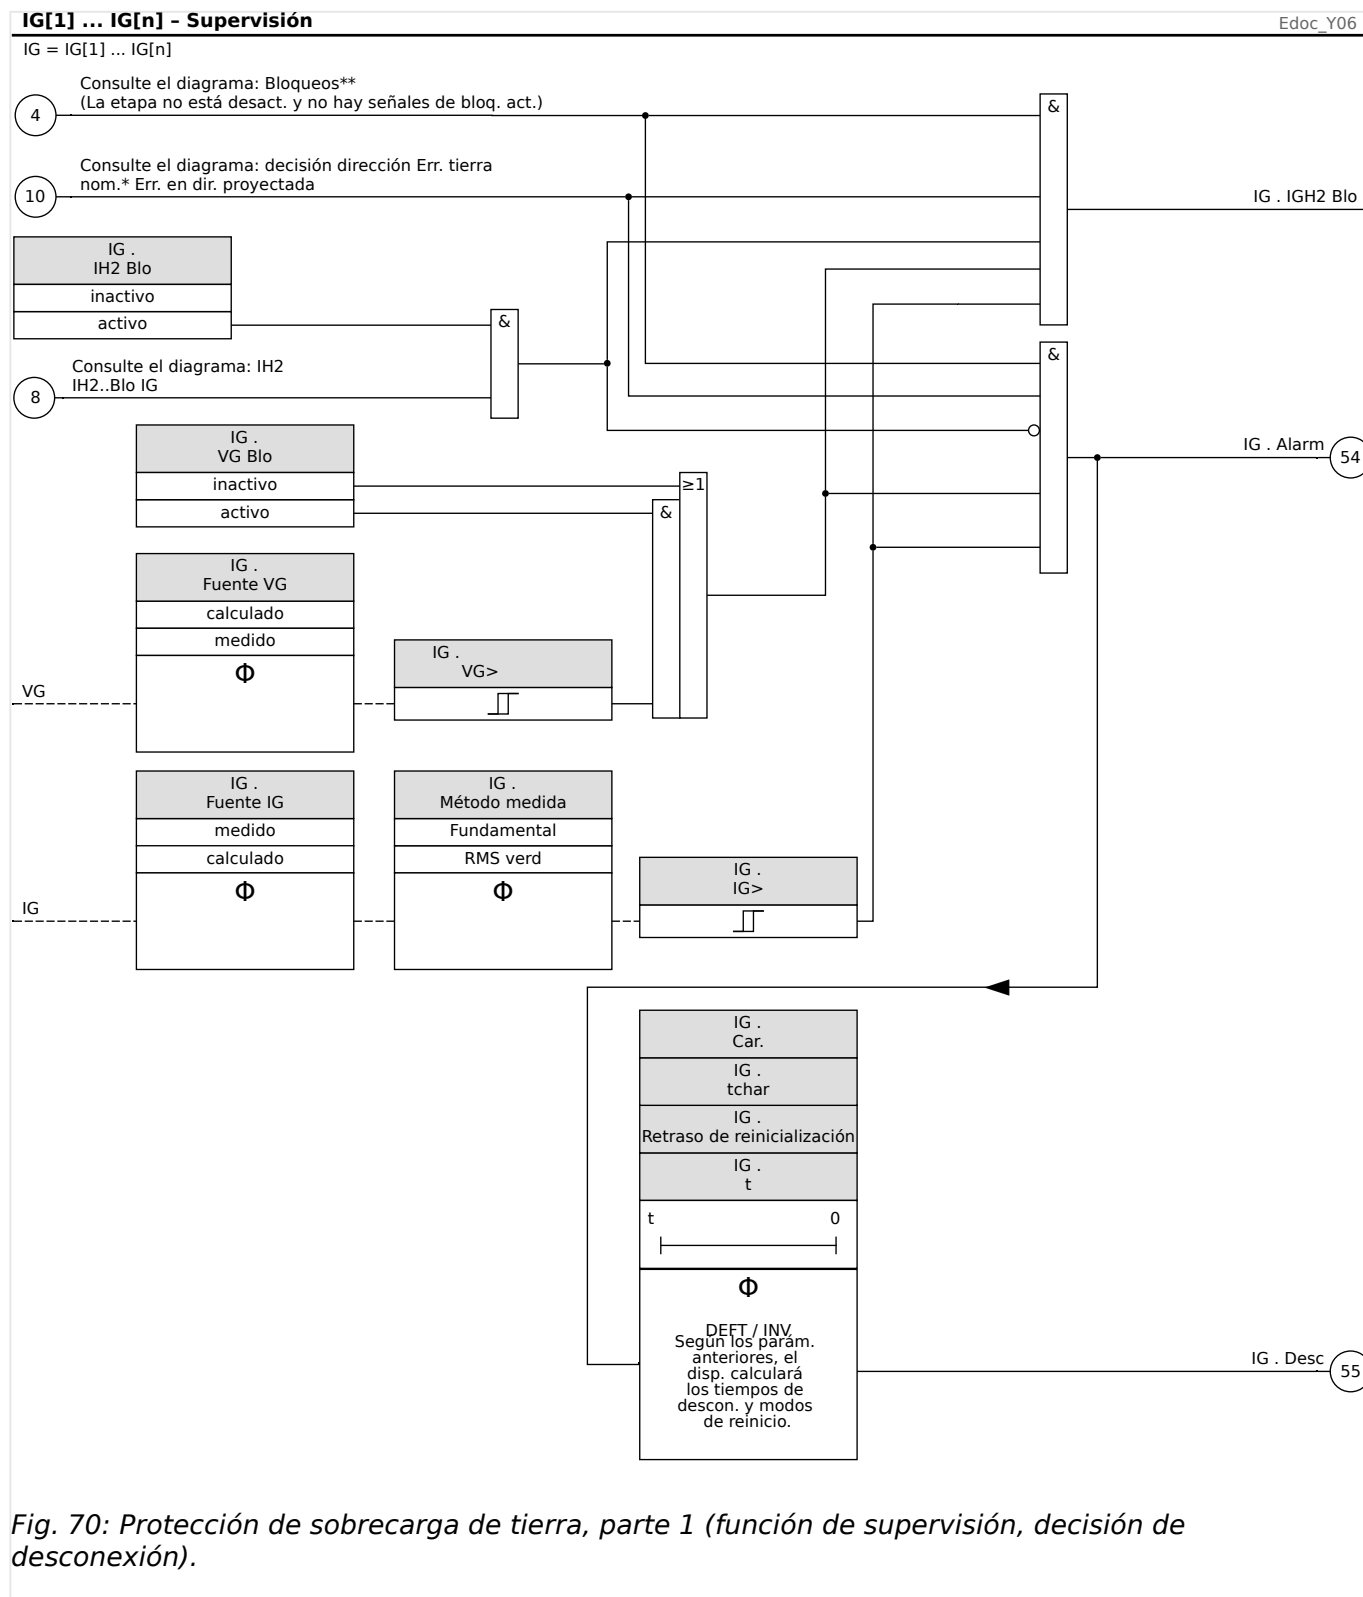 IG[1] ... IG[n] – Supervisión
Edoc_Y06
IG = IG[1] ... IG[n]
Consulte el diagrama: Bloqueos**
(La etapa no está desact. y no hay señales de bloq. act.)
4
&
Consulte el diagrama: decisión dirección Err. tierra
nom.* Err. en dir. proyectada
10
IG . IGH2 Blo
IG .
IH2 Blo
inactivo
activo
&
&
Consulte el diagrama: IH2
IH2..Blo IG
8
IG .
VG Blo
inactivo
activo
≥1
&
IG . Alarm
54
IG .
Fuente VG
calculado
medido
Φ
VG
IG .
VG>
IG .
Fuente IG
medido
calculado
Φ
IG
IG .
Método medida
Fundamental
RMS verd
Φ
IG .
IG>
IG .
Car.
IG .
tchar
IG .
Retraso de reinicialización
IG .
t
t 0
Φ
DEFT / INV
Según los parám.
anteriores, el
disp. calculará
los tiempos de
descon. y modos
de reinicio.
IG . Desc
55
Fig. 70: Protección de sobrecarga de tierra, parte 1 (función de supervisión, decisión de
desconexión).